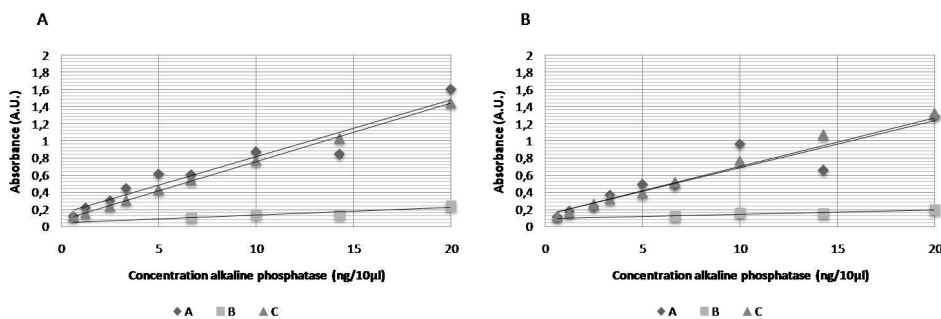 A
Absorbance (A.U.)
2
1,8
1,6
1,4
1,2
1
0,8
0,6
0,4
0,2
0
0 5 10 15 20
Concentration alkaline phosphatase (ng/10µl)
A B C
B
Absorbance (A.U.)
2
1,8
1,6
1,4
1,2
1
0,8
0,6
0,4
0,2
0
0 5 10 15 20
Concentration alkaline phosphatase (ng/10µl)
A B C